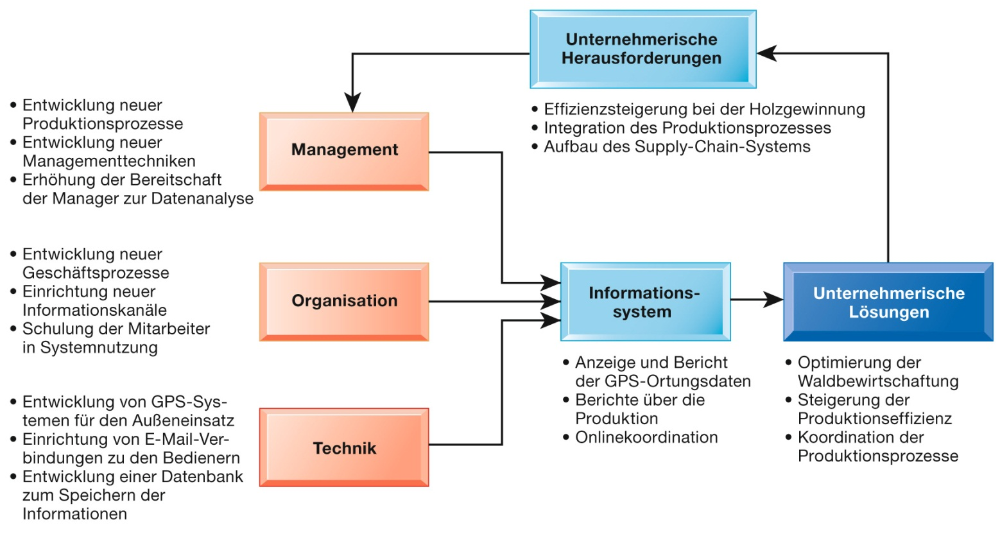 Unternehmerische
Herausforderungen
• Effizienzsteigerung bei der Holzgewinnung
• Integration des Produktionsprozesses
• Aufbau des Supply-Chain-Systems
• Entwicklung neuer
Produktionsprozesse
• Entwicklung neuer
Managementtechniken
• Erhöhung der Bereitschaft
der Manager zur Datenanalyse
Management
• Entwicklung neuer
Geschäftsprozesse
• Einrichtung neuer
Informationskanäle
• Schulung der Mitarbeiter
in Systemnutzung
Organisation
• Entwicklung von GPS-Sys-
temen für den Außeneinsatz
• Einrichtung von E-Mail-Ver-
bindungen zu den Bedienern
• Entwicklung einer Datenbank
zum Speichern der
Informationen
Technik
Informations-
system
• Anzeige und Bericht
der GPS-Ortungsdaten
• Berichte über die
Produktion
• Onlinekoordination
Unternehmerische
Lösungen
• Optimierung der
Waldbewirtschaftung
• Steigerung der
Produktionseffizienz
• Koordination der
Produktionsprozesse